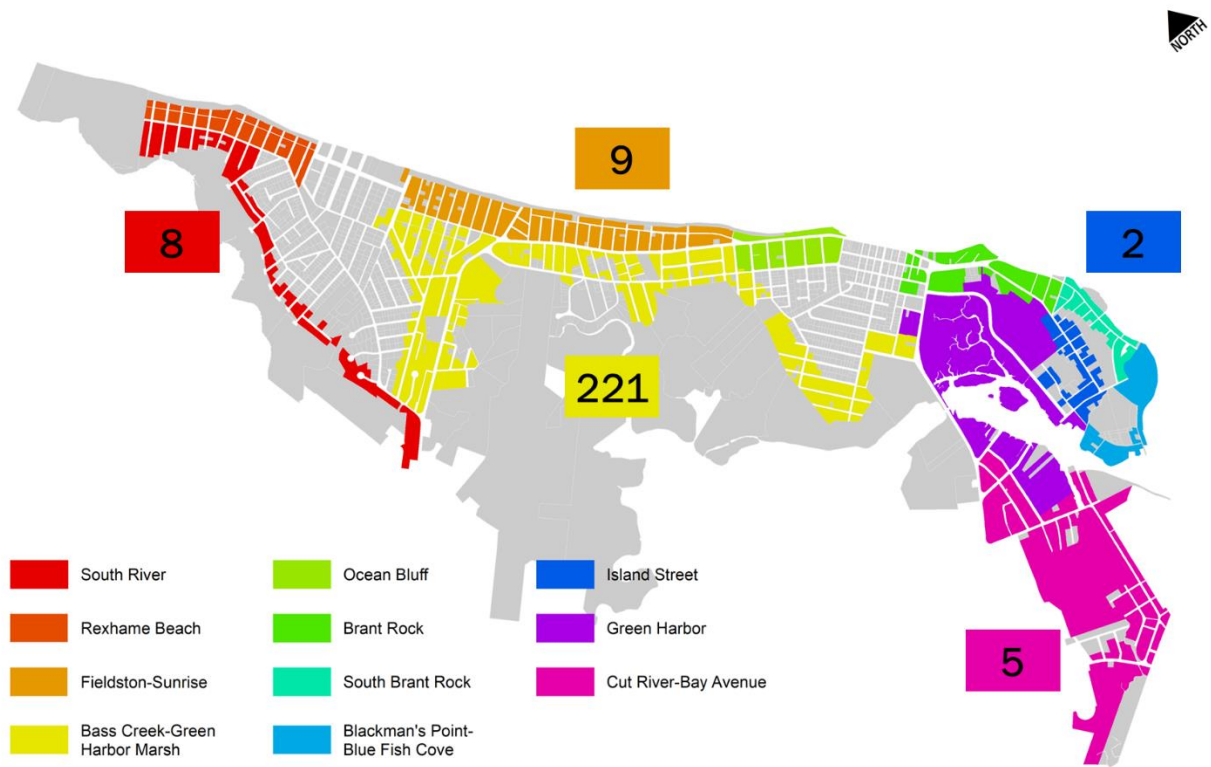 NORTH
9
8
2
221
5
South River
Ocean Bluff
Island Street
Rexhame Beach
Brant Rock
Green Harbor
Fieldston-Sunrise
South Brant Rock
Cut River-Bay Avenue
Bass Creek-Green
Harbor Marsh
Blackman's Point-
Blue Fish Cove